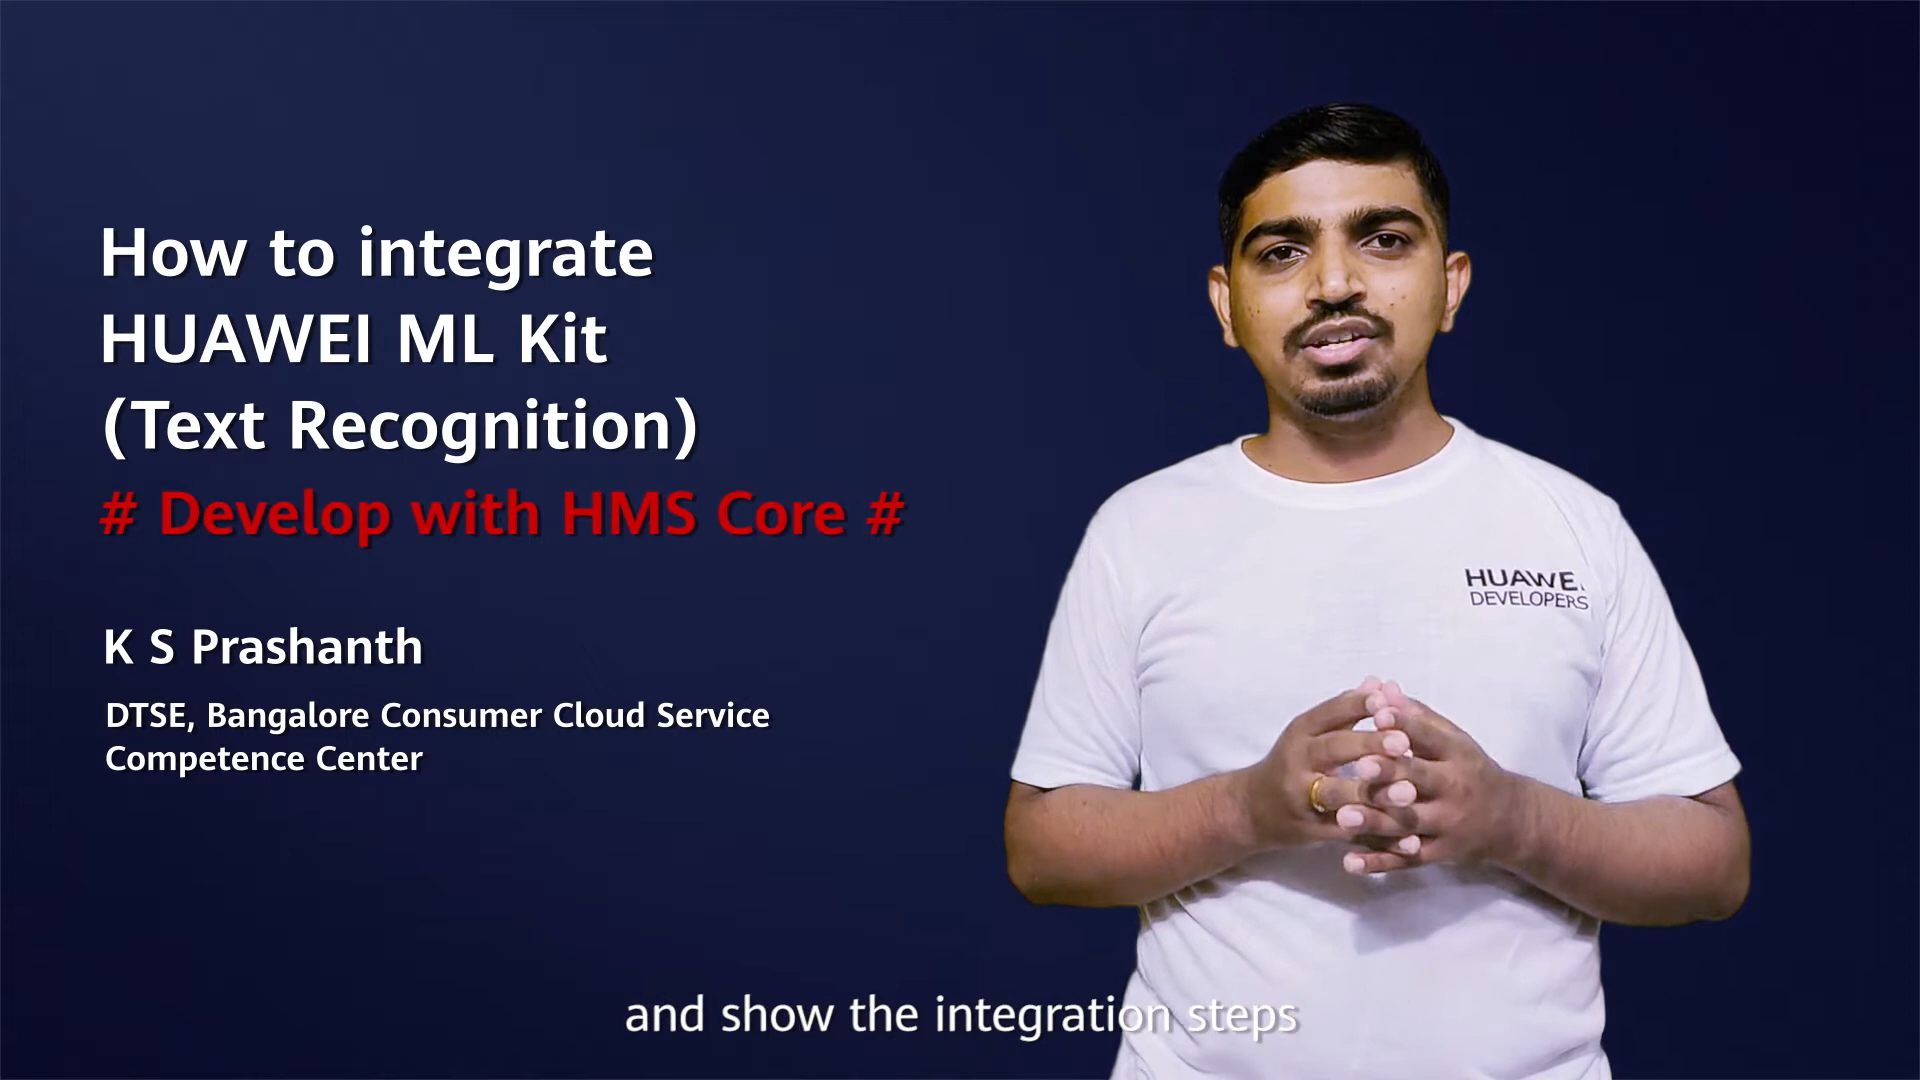 How to integrate
HUAWEI ML Kit
(Text Recognition)
# Develop with HMS Core #
K S Prashanth
DTSE, Bangalore Consumer Cloud Service
Competence Center
HUAWEI
DEVELOPERS
and show the integration steps